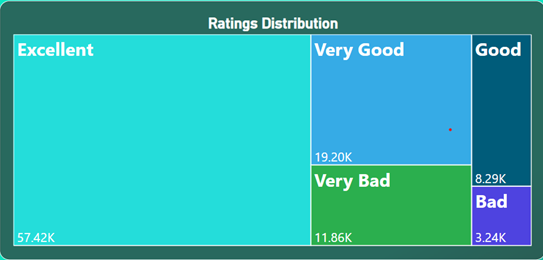 Ratings Distribution
Excellent
57.42K
Very Good
19.20K
Very Bad
11.86K
Good
8.29K
Bad
3.24K